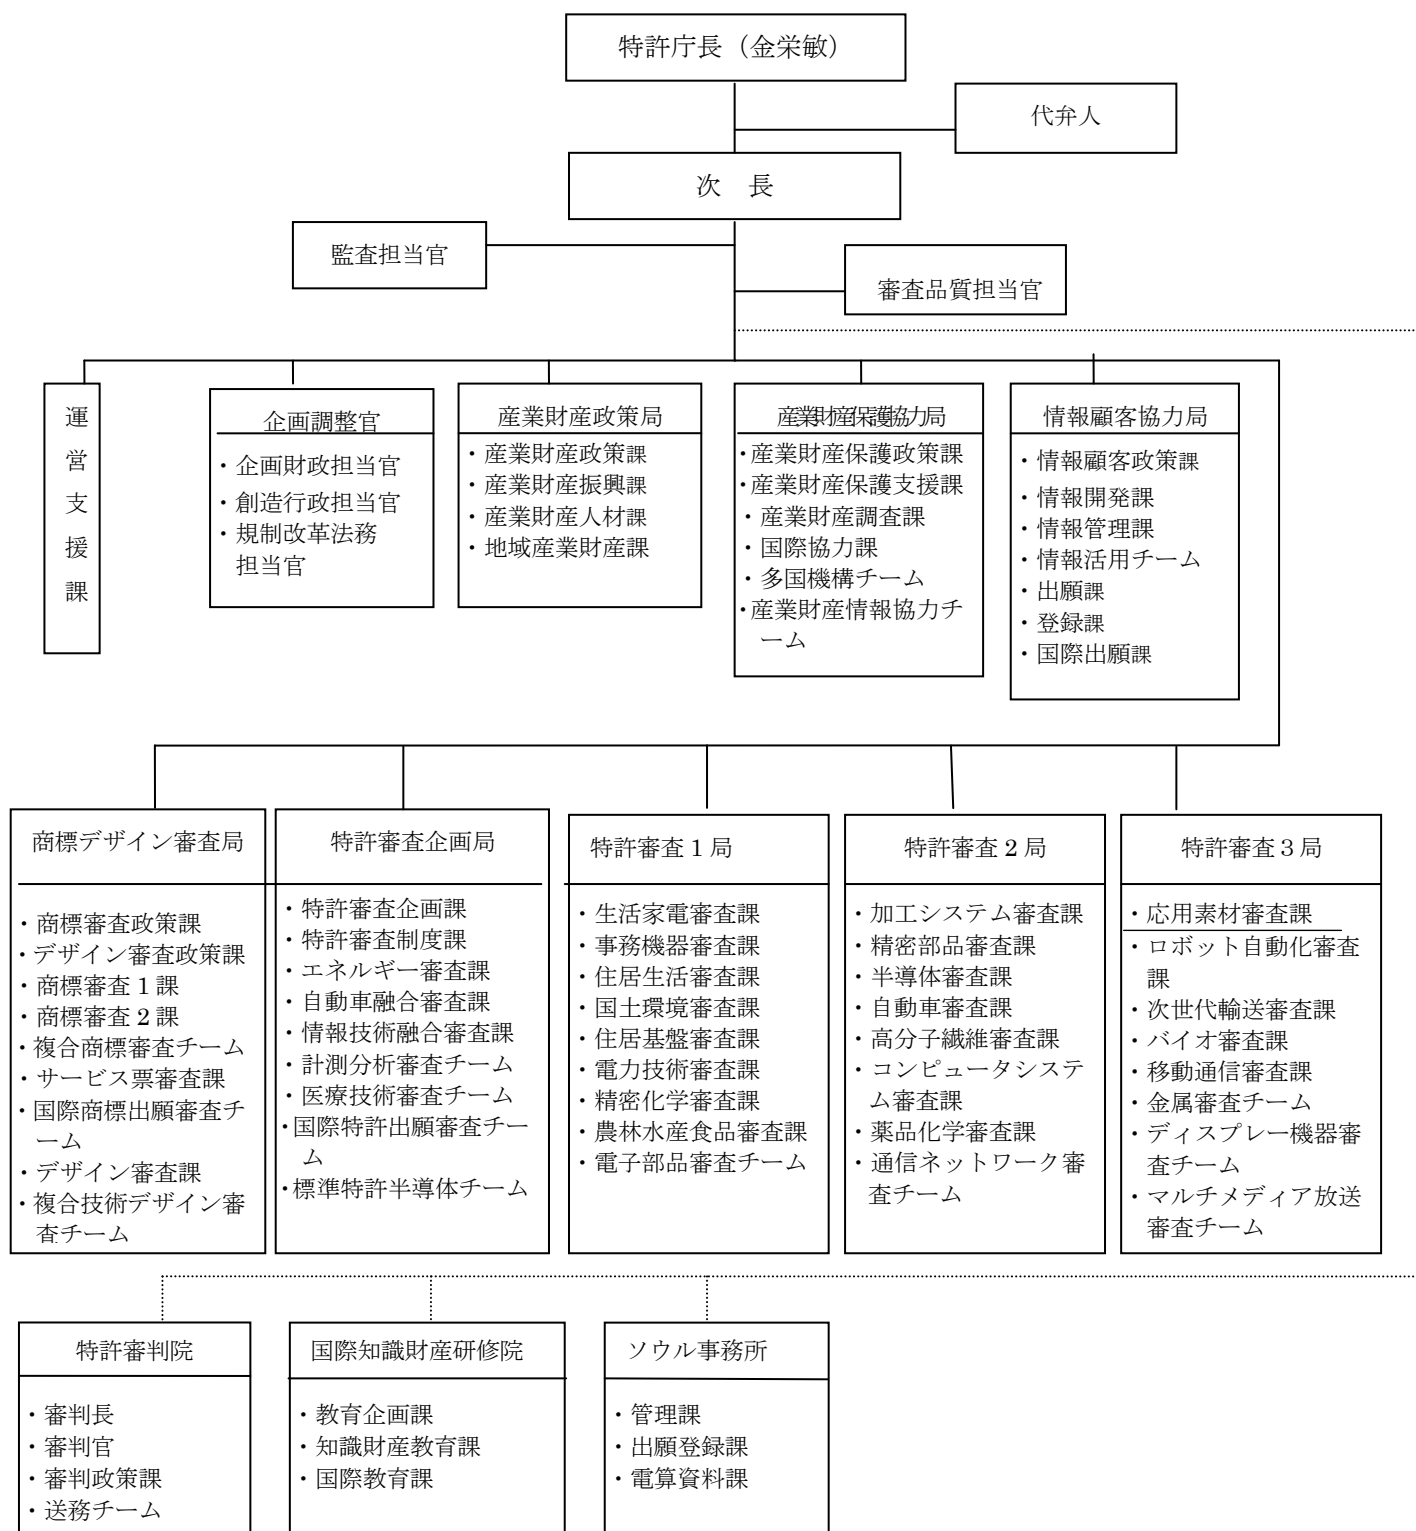 特許庁長（金栄敏）
代弁人
次　長
監査担当官
審査品質担当官
運
営
支
援
課
企画調整官
・企画財政担当官
・創造行政担当官
・規制改革法務
担当官
産業財産政策局
・産業財産政策課
・産業財産振興課
・産業財産人材課
・地域産業財産課
産業財産保護協力局
・産業財産保護政策課
・産業財産保護支援課
・産業財産調査課
・国際協力課
・多国機構チーム
・産業財産情報協力チ
ーム
情報顧客協力局
・情報顧客政策課
・情報開発課
・情報管理課
・情報活用チーム
・出願課
・登録課
・国際出願課
商標デザイン審査局
・商標審査政策課
・デザイン審査政策課
・商標審査1課
・商標審査2課
・複合商標審査チーム
・サービス票審査課
・国際商標出願審査チ
ーム
・デザイン審査課
・複合技術デザイン審
査チーム
特許審査企画局
・特許審査企画課
・特許審査制度課
・エネルギー審査課
・自動車融合審査課
・情報技術融合審査課
・計測分析審査チーム
・医療技術審査チーム
・国際特許出願審査チー
ム
・標準特許半導体チーム
特許審査1局
・生活家電審査課
・事務機器審査課
・住居生活審査課
・国土環境審査課
・住居基盤審査課
・電力技術審査課
・精密化学審査課
・農林水産食品審査課
・電子部品審査チーム
特許審査2局
・加工システム審査課
・精密部品審査課
・半導体審査課
・自動車審査課
・高分子繊維審査課
・コンピュータシステ
ム審査課
・薬品化学審査課
・通信ネットワーク審
査チーム
特許審査３局
・応用素材審査課
・ロボット自動化審査
課
・次世代輸送審査課
・バイオ審査課
・移動通信審査課
・金属審査チーム
・ディスプレー機器審
査チーム
・マルチメディア放送
審査チーム
特許審判院
・審判長
・審判官
・審判政策課
・送務チーム
国際知識財産研修院
・教育企画課
・知識財産教育課
・国際教育課
ソウル事務所
・管理課
・出願登録課
・電算資料課